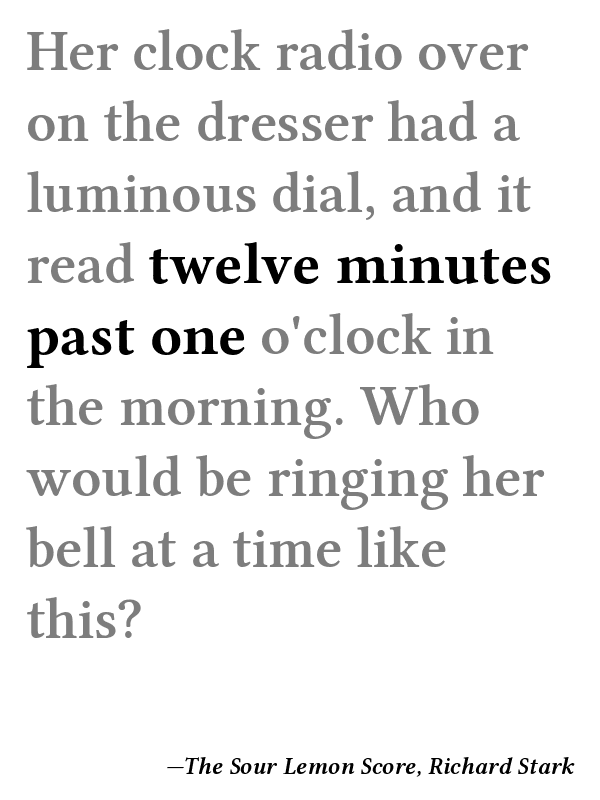 Her clock radio over
on the dresser had a
luminous dial, and it
read twelve minutes
past one o'clock in
the morning. Who
would be ringing her
bell at a time like
this?
—The Sour Lemon Score, Richard Stark